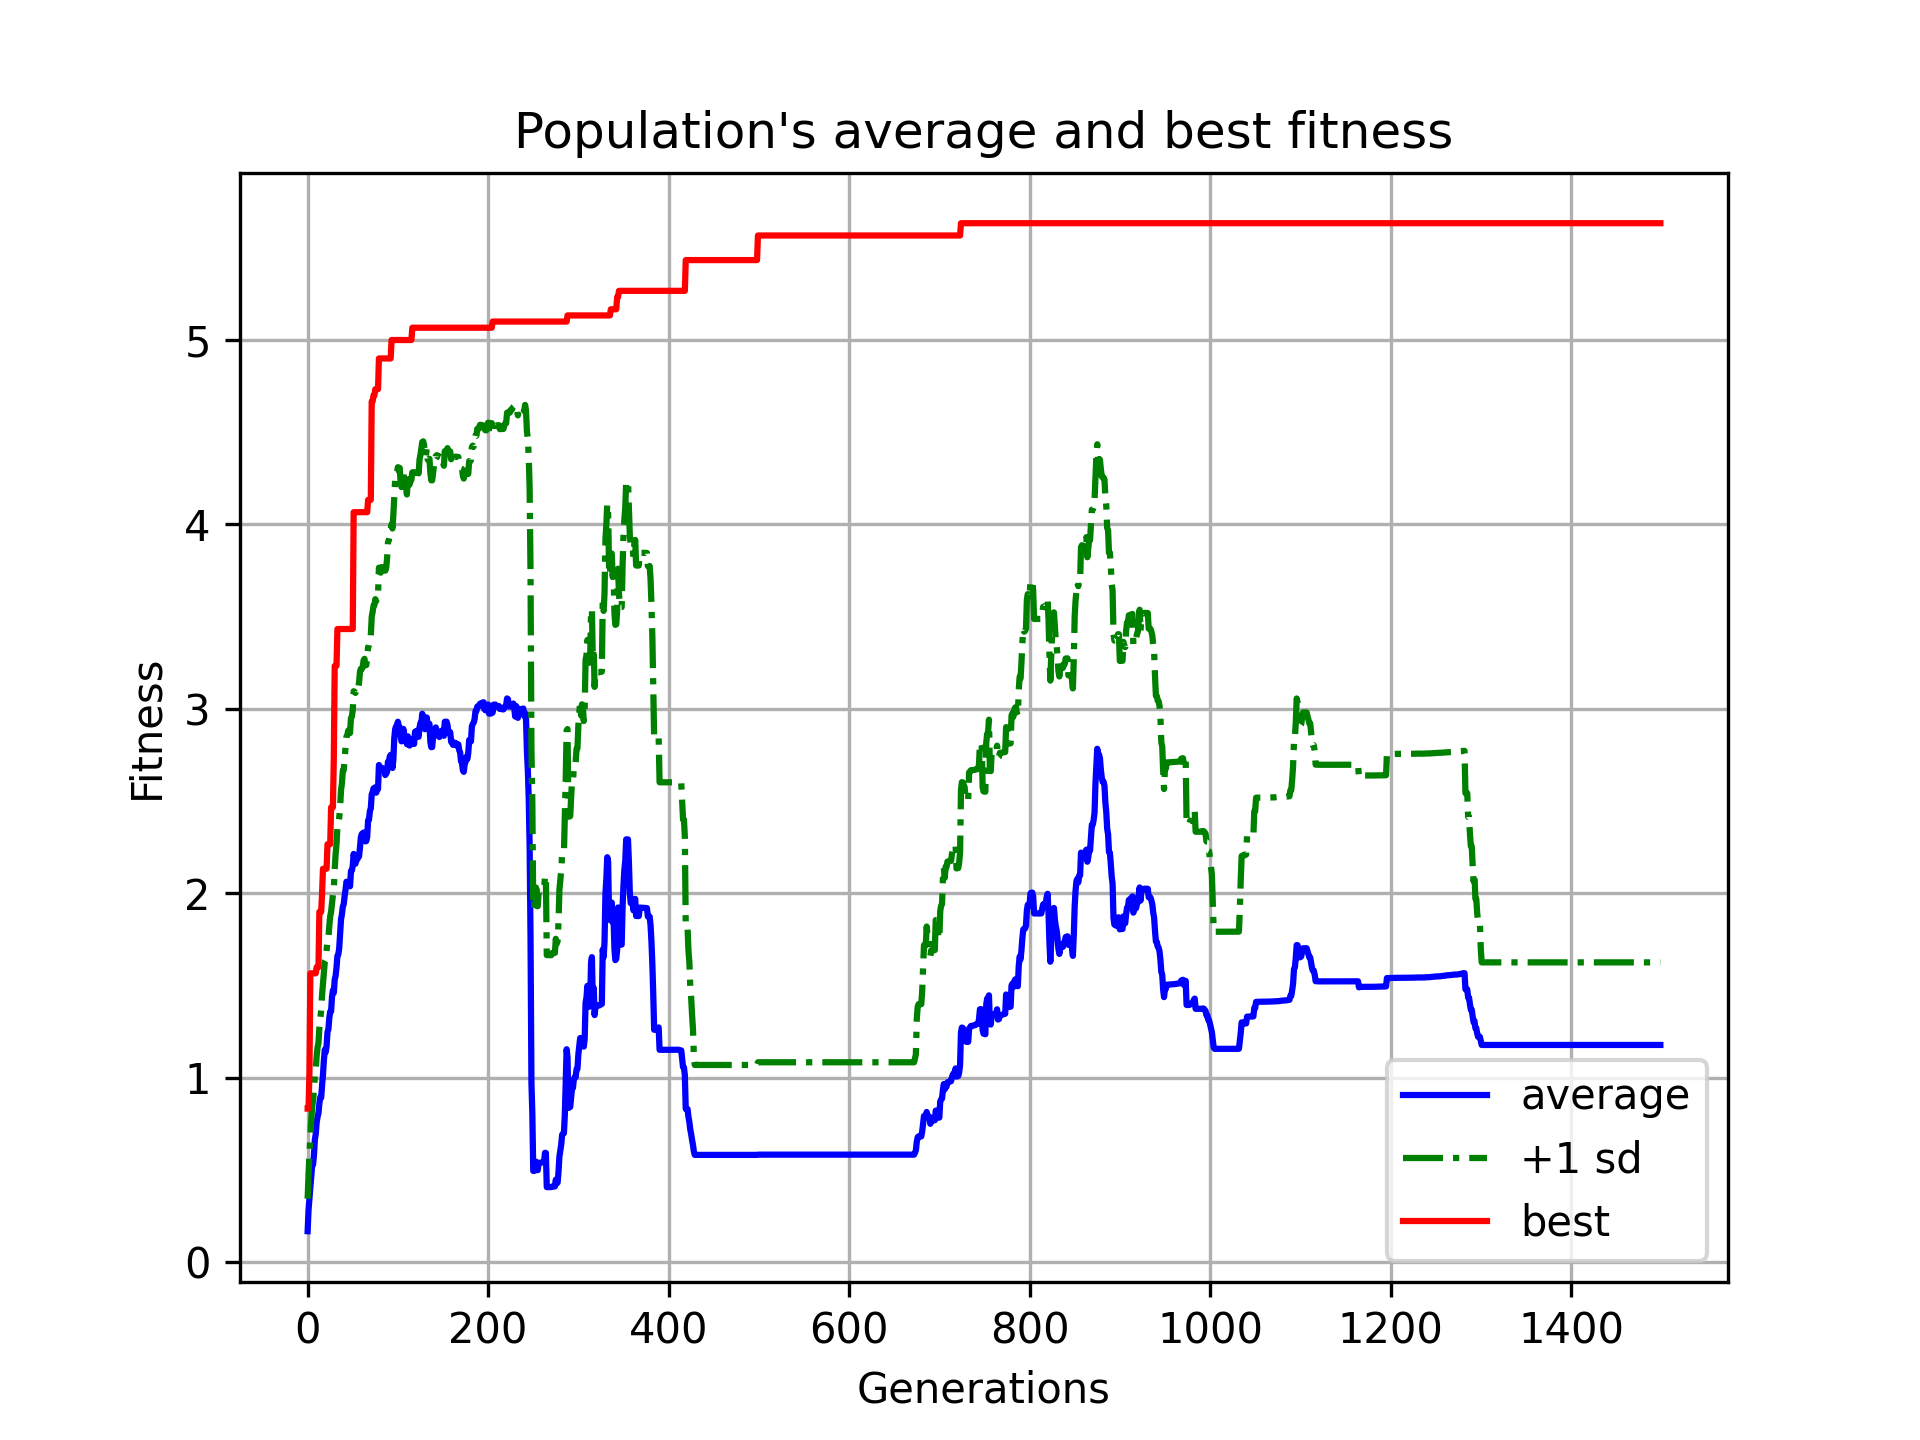 Population's average and best fitness
Fitness
5
4
3
2
1
0
0 200 400 600 800 1000 1200 1400
Generations
average
+1 sd
best